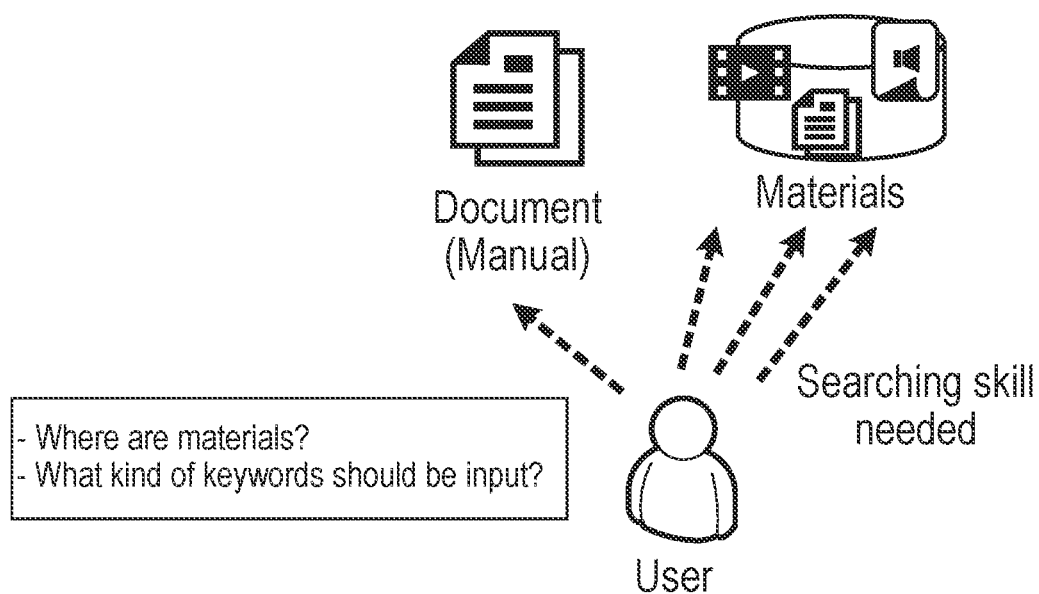 Document
(Manual)
Materials
Searching skill
needed
- Where are materials?
- What kind of keywords should be input?
User